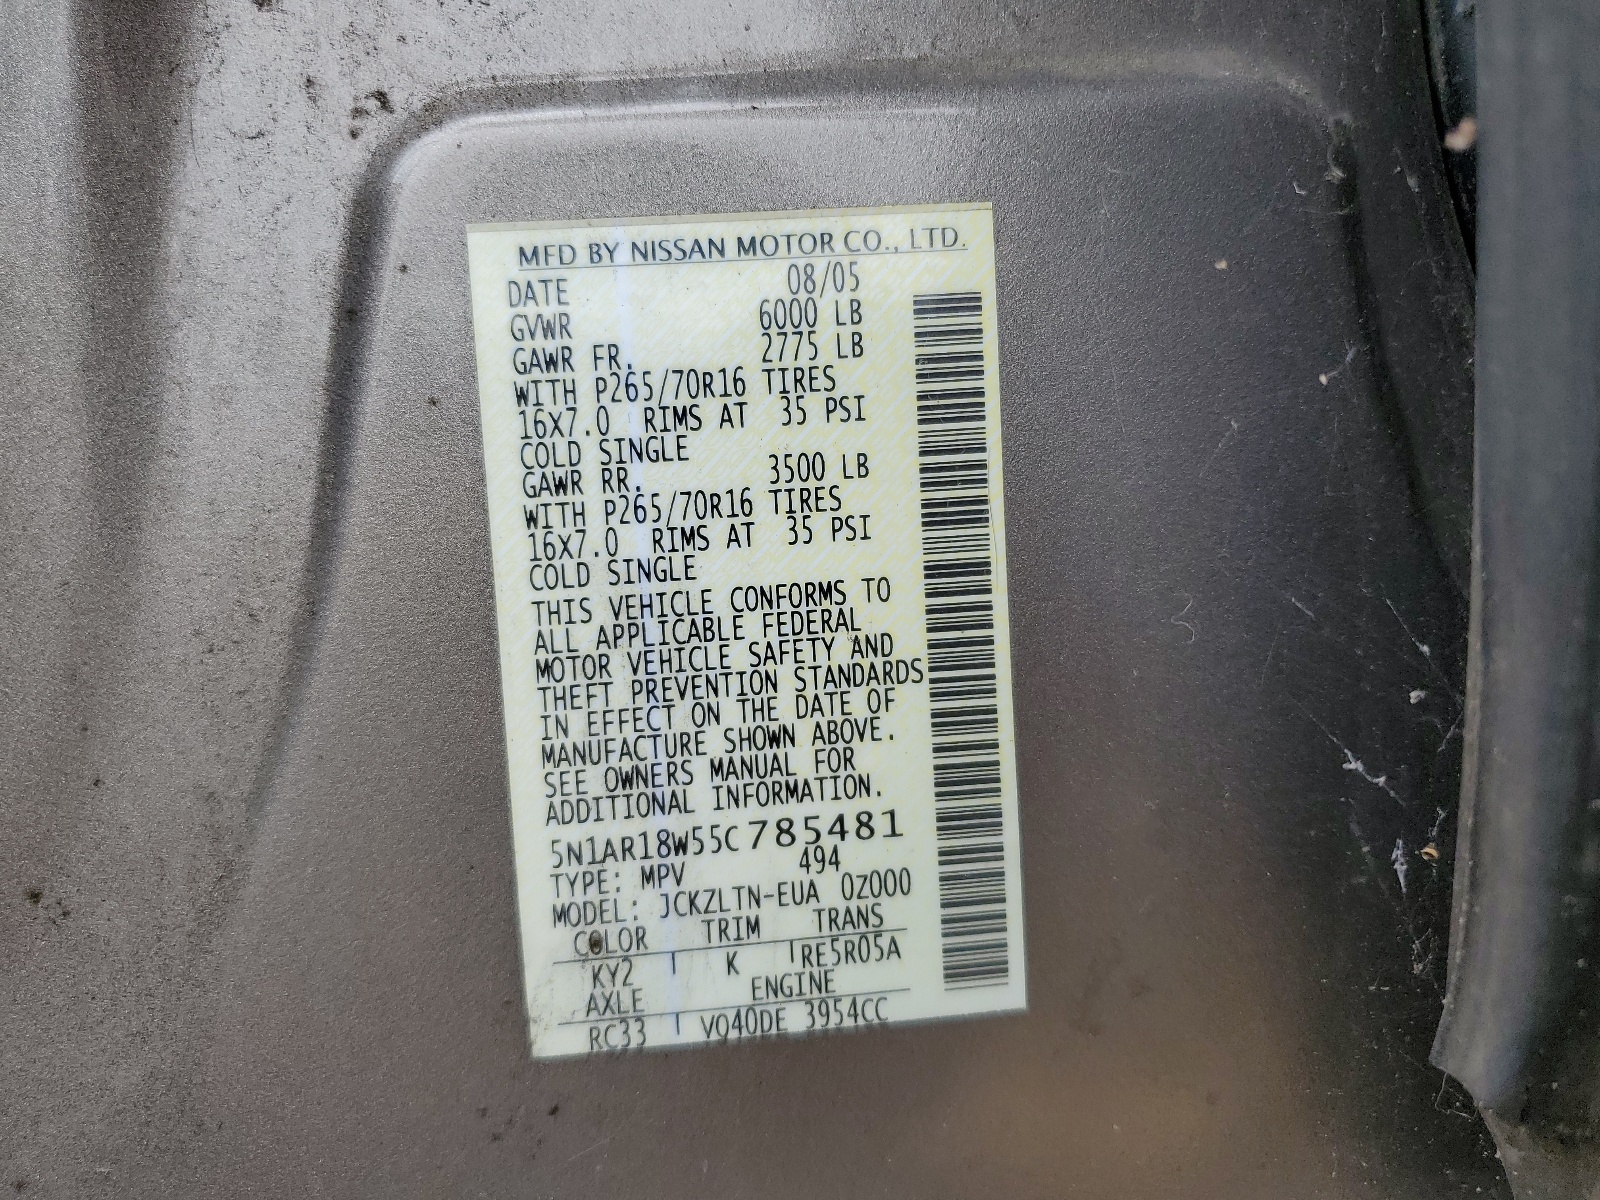 MFD BY NISSAN MOTOR CO., LTD.
DATE 08/05
GVWR 6000 LB
GAWR FR. 2775 LB
WITH P265/70R16 TIRES
16X7.0 RIMS AT 35 PSI
COLD SINGLE
GAWR RR. 3500 LB
WITH P265/70R16 TIRES
16X7.0 RIMS AT 35 PSI
COLD SINGLE
THIS VEHICLE CONFORMS TO
ALL APPLICABLE FEDERAL
MOTOR VEHICLE SAFETY AND
THEFT PREVENTION STANDARDS
IN EFFECT ON THE DATE OF
MANUFACTURE SHOWN ABOVE.
SEE OWNERS MANUAL FOR
ADDITIONAL INFORMATION.
5N1AR18W55C785481
TYPE: MPV 494
MODEL: JCKZLTN-EUA 0Z000
COLOR TRIM TRANS
KY2 K RE5R05A
AXLE ENGINE
RC33 VQ40DE 3954CC